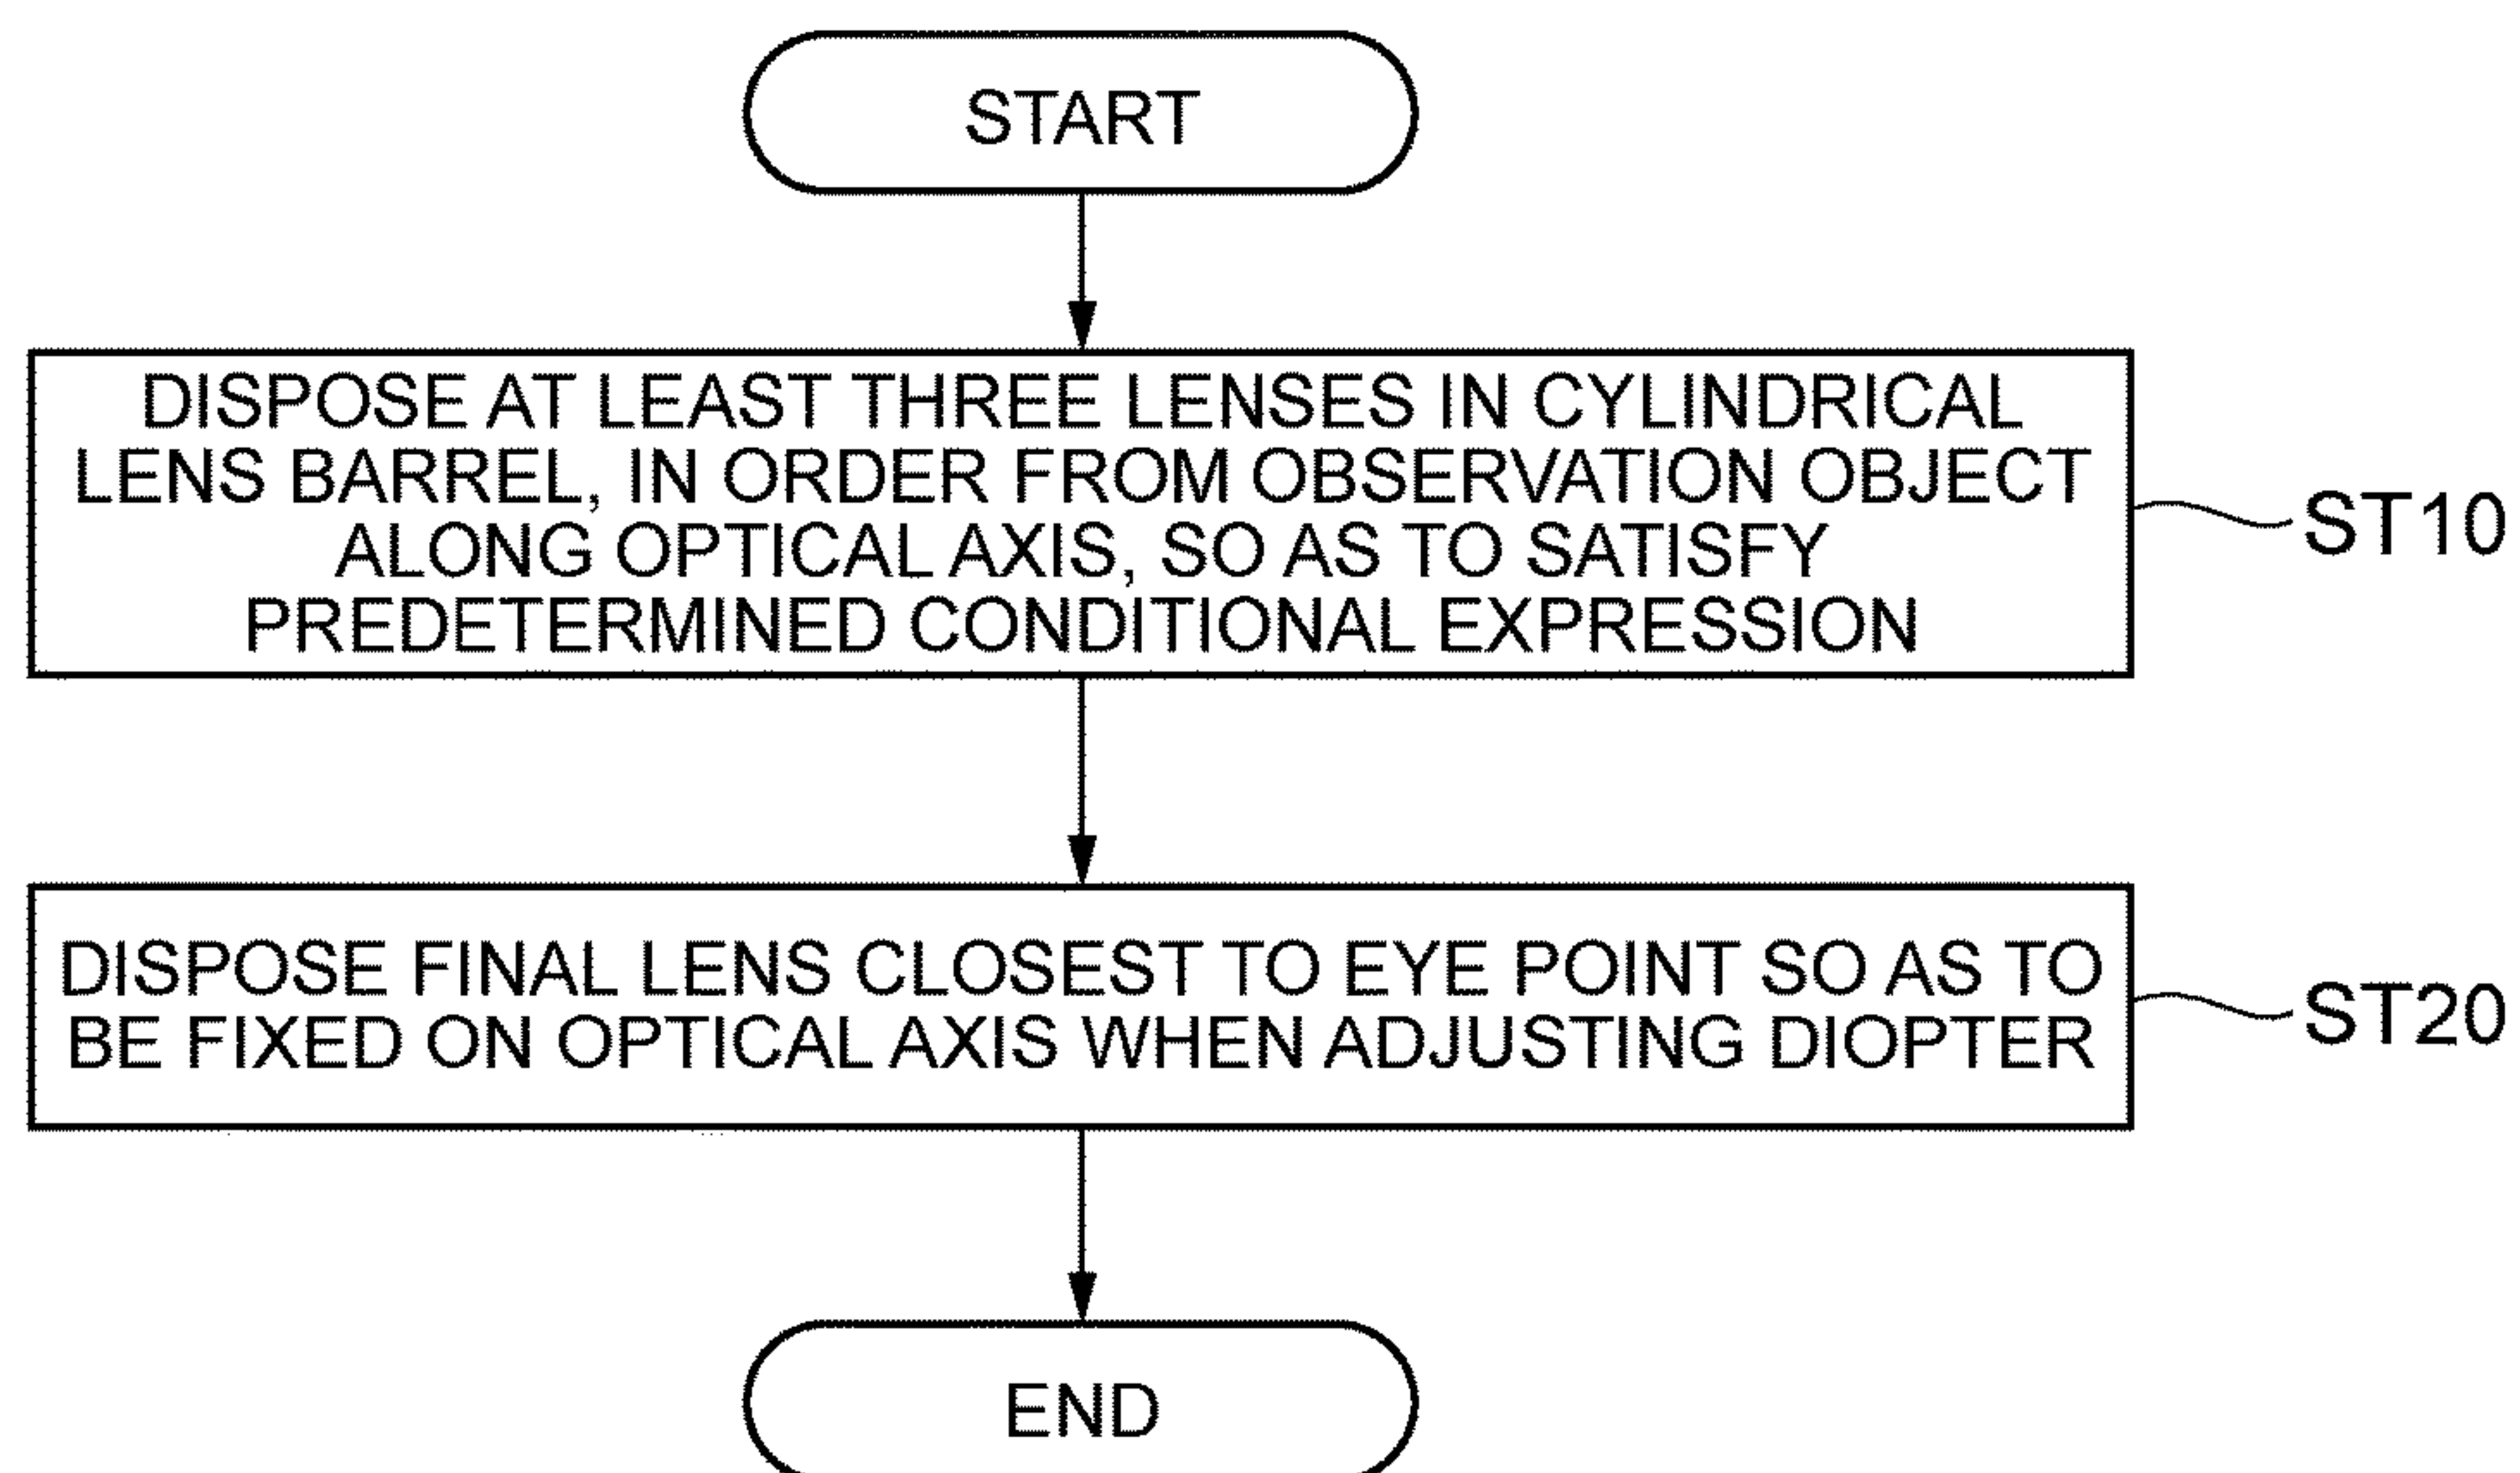 START
DISPOSE AT LEAST THREE LENSES IN CYLINDRICAL
LENS BARREL, IN ORDER FROM OBSERVATION OBJECT
ALONG OPTICAL AXIS, SO AS TO SATISFY
PREDETERMINED CONDITIONAL EXPRESSION
ST10
DISPOSE FINAL LENS CLOSEST TO EYE POINT SO AS TO
BE FIXED ON OPTICAL AXIS WHEN ADJUSTING DIOPTER
ST20
END